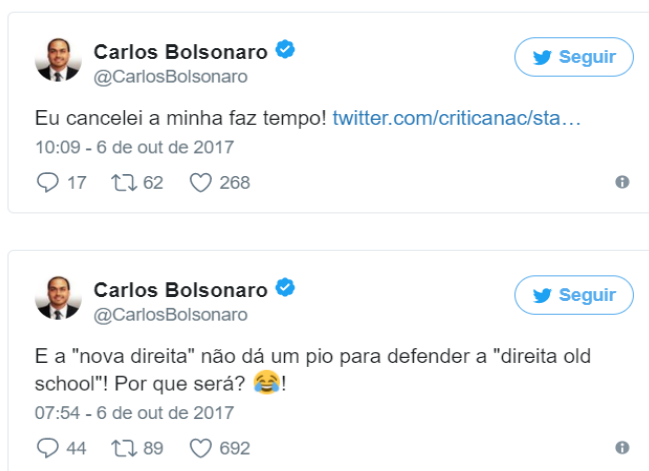 Carlos Bolsonaro
Seguir
@CarlosBolsonaro
Eu cancelei a minha faz tempo! twitter.com/criticanac/sta…
10:09 - 6 de out de 2017
17 62 268
Carlos Bolsonaro
Seguir
@CarlosBolsonaro
E a "nova direita" não dá um pio para defender a "direita old
school"! Por que será? 😂!
07:54 - 6 de out de 2017
44 89 692